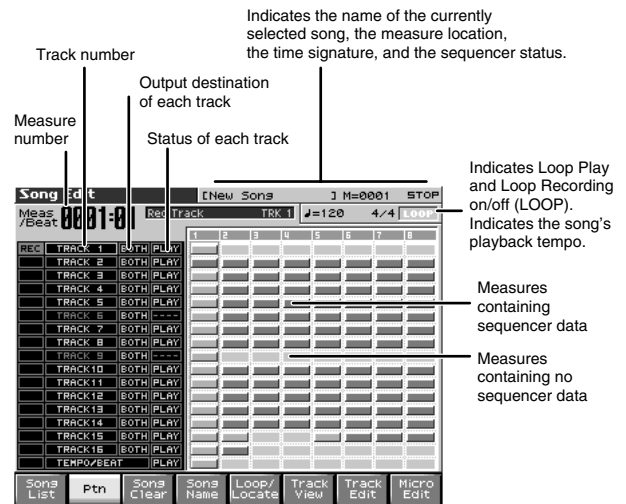 Indicates the name of the currently
selected song, the measure location,
the time signature, and the sequencer status.
Track number
Output destination
of each track
Measure
number
Status of each track
Indicates Loop Play
and Loop Recording
on/off (LOOP).
Indicates the song's
playback tempo.
Song Edit [New Song ] M=0001 STOP
Meas
/Beat 0001:01 Rec Track TRK 1 ♩=120 4/4 LOOP
1 2 3 4 5 6 7 8
REC TRACK 1 BOTH PLAY
TRACK 2 BOTH PLAY
TRACK 3 BOTH PLAY
TRACK 4 BOTH PLAY
TRACK 5 BOTH PLAY
TRACK 6 BOTH ----
TRACK 7 BOTH PLAY
TRACK 8 BOTH PLAY
TRACK 9 BOTH ----
TRACK10 BOTH PLAY
TRACK11 BOTH PLAY
TRACK12 BOTH PLAY
TRACK13 BOTH PLAY
TRACK14 BOTH PLAY
TRACK15 BOTH PLAY
TRACK16 BOTH PLAY
TEMPO/BEAT PLAY
Measures
containing
sequencer data
Measures
containing no
sequencer data
Song List Ptn Song Clear Song Name Loop/ Locate Track View Track Edit Micro Edit